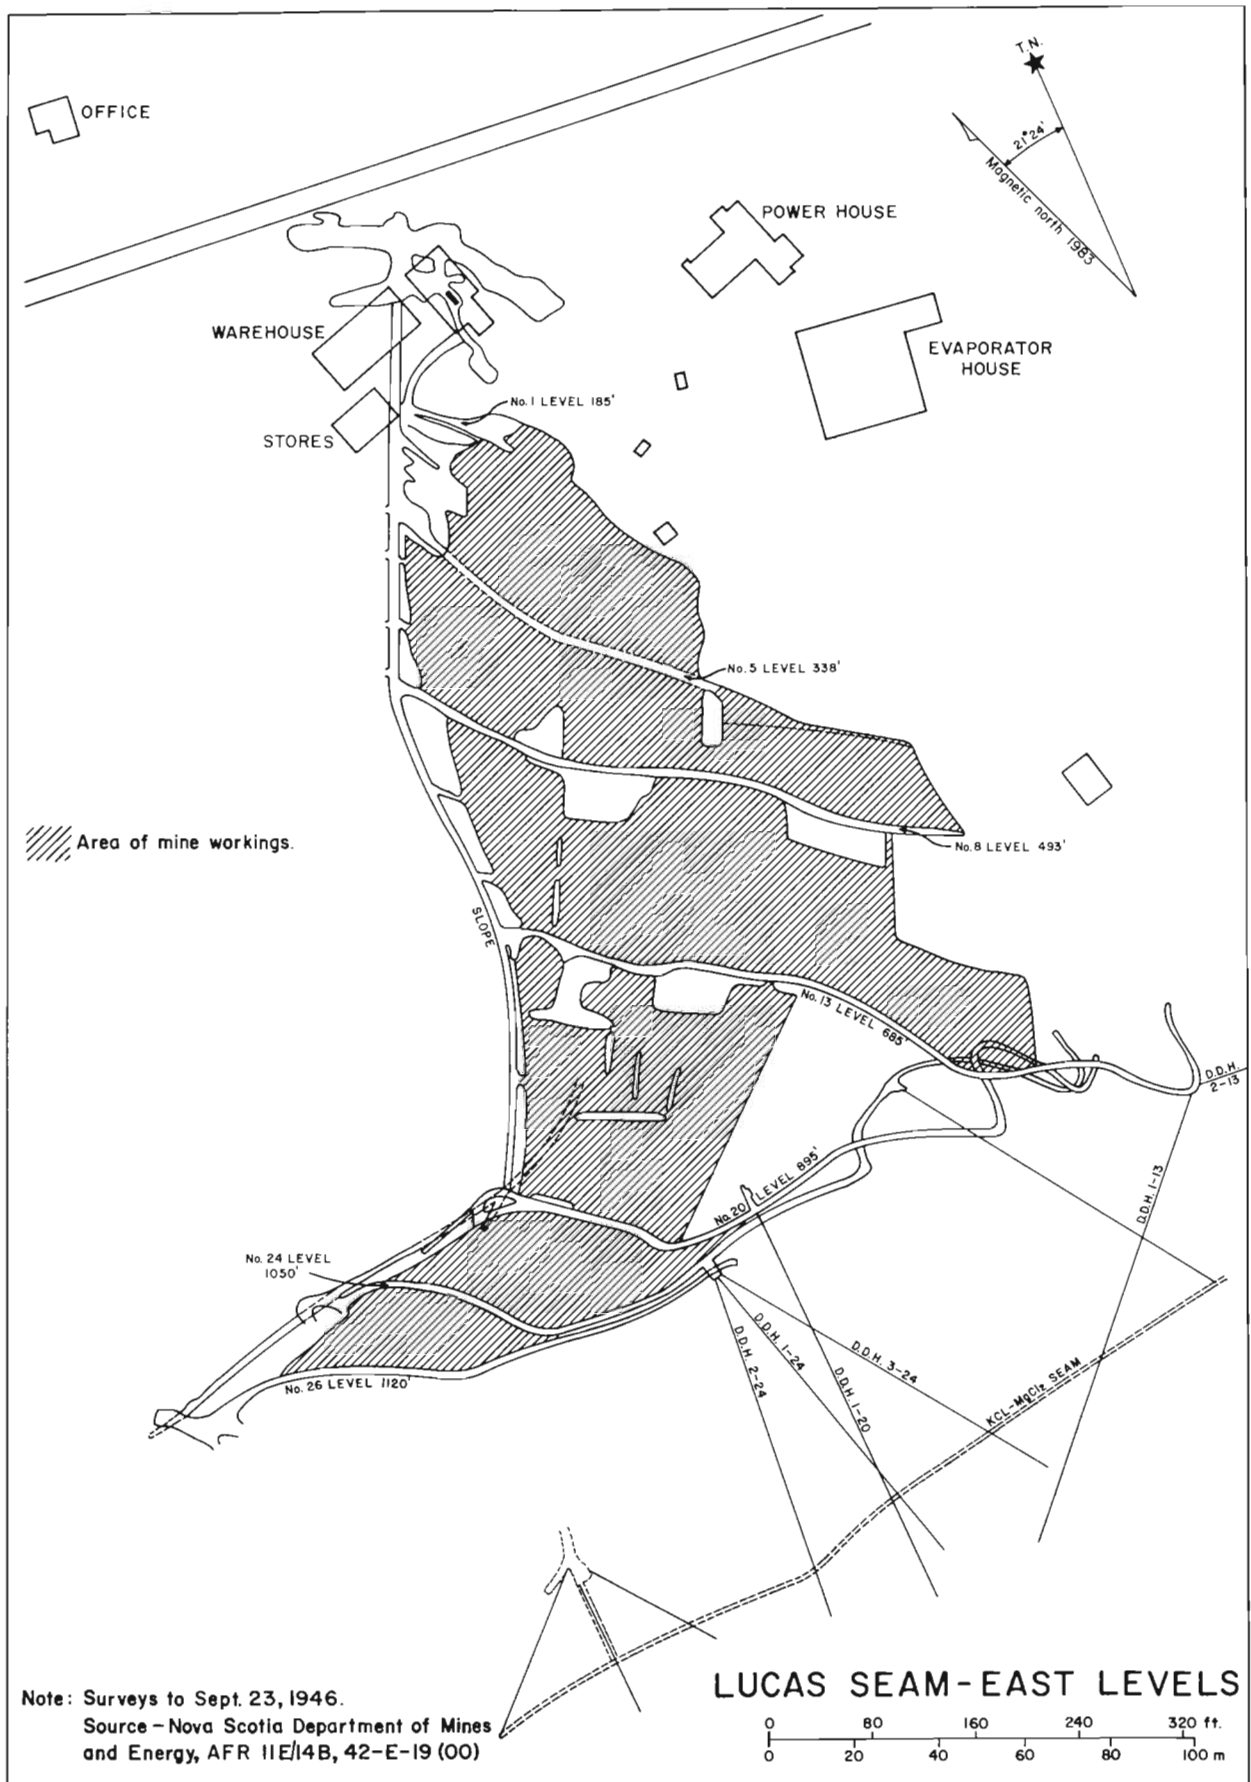 T.N.
OFFICE
21°24'
Magnetic north 1983
POWER HOUSE
WAREHOUSE
EVAPORATOR
HOUSE
No. 1 LEVEL 185'
STORES
No. 5 LEVEL 338'
Area of mine workings.
No. 8 LEVEL 493'
SLOPE
No. 13 LEVEL 685'
D.D.H.
2-13
D.D.H. 1-13
No. 20 LEVEL 895'
No. 24 LEVEL
1050'
D.D.H. 2-24
D.D.H. 1-24
D.D.H. 1-20
D.D.H. 3-24
KCL-MgCl2 SEAM
No. 26 LEVEL 1120'
LUCAS SEAM-EAST LEVELS
Note: Surveys to Sept. 23, 1946.
Source - Nova Scotia Department of Mines
and Energy, AFR 11E/14B, 42-E-19 (00)
0 80 160 240 320 ft.
0 20 40 60 80 100 m